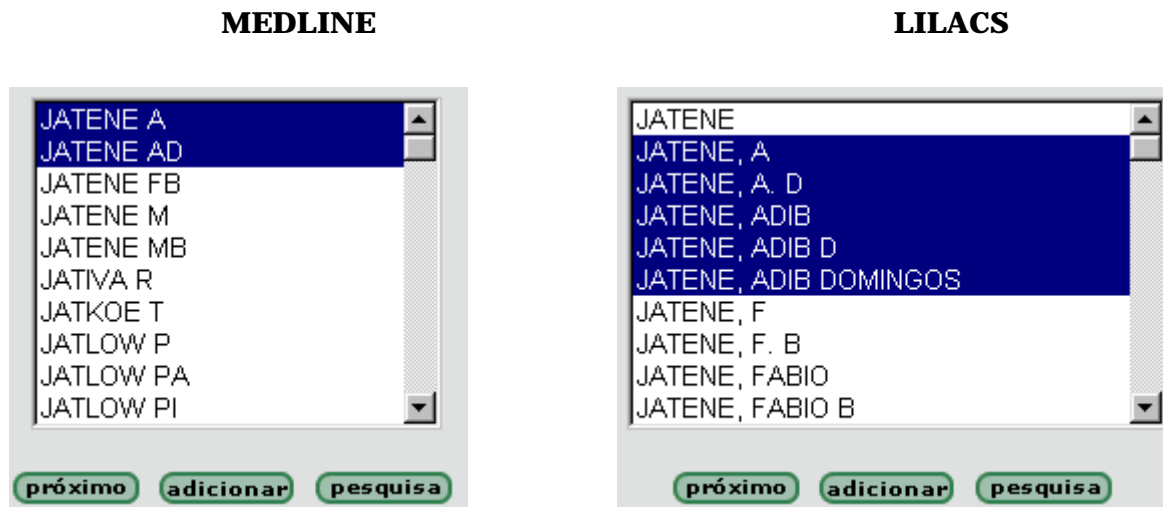 MEDLINE
JATENE A
JATENE AD
JATENE FB
JATENE M
JATENE MB
JATIVA R
JATKOE T
JATLOW P
JATLOW PA
JATLOW PI
próximo adicionar pesquisa
LILACS
JATENE
JATENE, A
JATENE, A. D
JATENE, ADIB
JATENE, ADIB D
JATENE, ADIB DOMINGOS
JATENE, F
JATENE, F. B
JATENE, FABIO
JATENE, FABIO B
próximo adicionar pesquisa